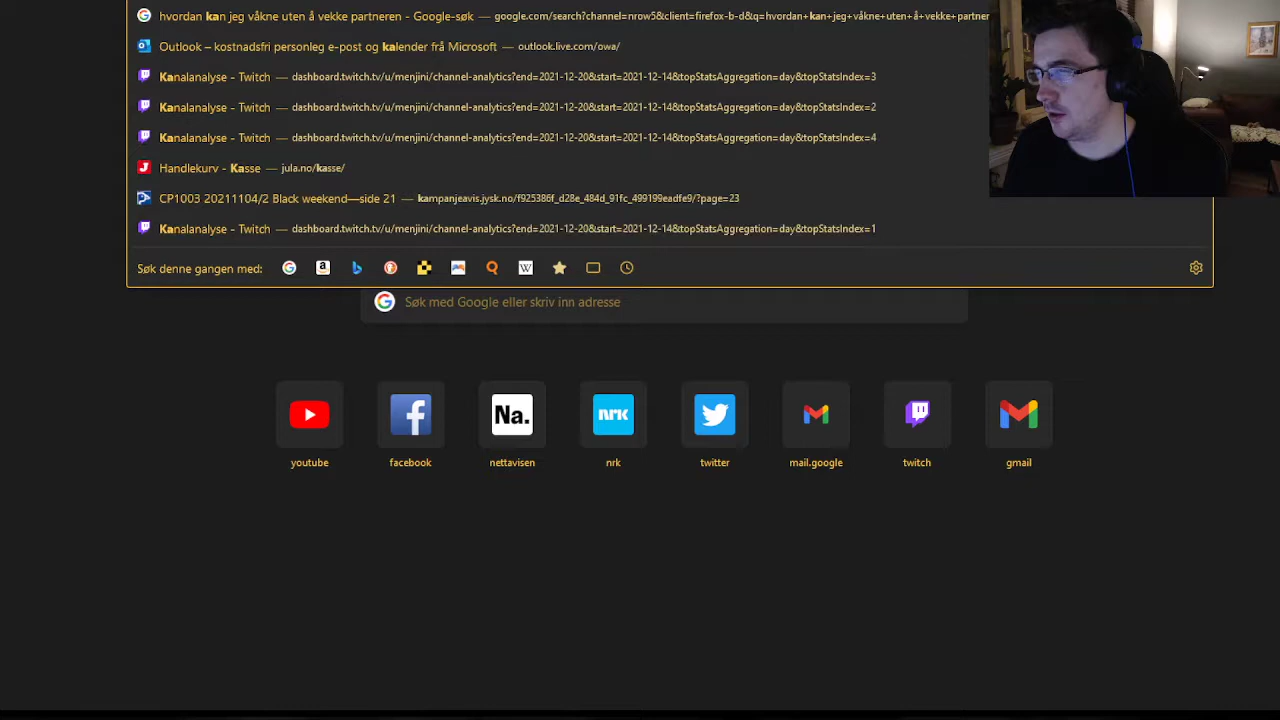 hvordan kan jeg våkne uten å vekke partneren - Google-søk — google.com/search?channel=nrow5&client=firefox-b-d&q=hvordan+kan+jeg+våkne+uten+å+vekke+partner
Outlook – kostnadsfri personleg e-post og kalender frå Microsoft — outlook.live.com/owa/
Kanalanalyse - Twitch — dashboard.twitch.tv/u/menjini/channel-analytics?end=2021-12-20&start=2021-12-14&topStatsAggregation=day&topStatsIndex=3
Kanalanalyse - Twitch — dashboard.twitch.tv/u/menjini/channel-analytics?end=2021-12-20&start=2021-12-14&topStatsAggregation=day&topStatsIndex=2
Kanalanalyse - Twitch — dashboard.twitch.tv/u/menjini/channel-analytics?end=2021-12-20&start=2021-12-14&topStatsAggregation=day&topStatsIndex=4
Handlekurv - Kasse — jula.no/kasse/
CP1003 20211104/2 Black weekend—side 21 — kampanjeavis.jysk.no/f925386f_d28e_484d_91fc_499199eadfe9/?page=23
Kanalanalyse - Twitch — dashboard.twitch.tv/u/menjini/channel-analytics?end=2021-12-20&start=2021-12-14&topStatsAggregation=day&topStatsIndex=1
Søk denne gangen med:
Søk med Google eller skriv inn adresse
Na. nrk
youtube facebook nettavisen nrk twitter mail.google twitch gmail